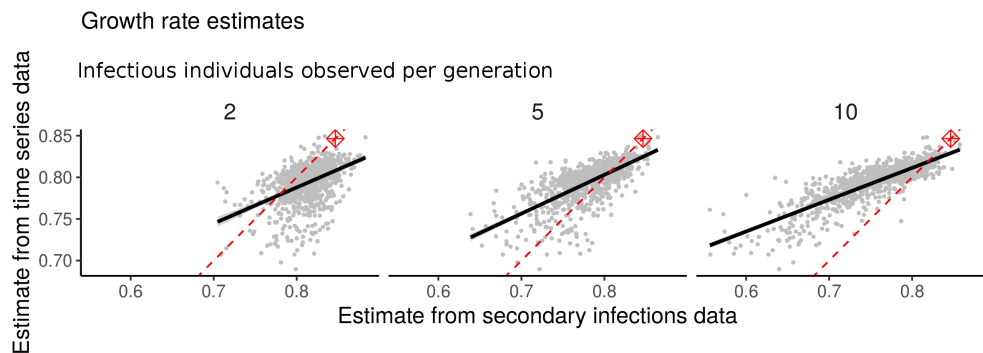 Growth rate estimates
Infectious individuals observed per generation
2 5 10
Estimate from time series data
0.85
0.80
0.75
0.70
0.6 0.7 0.8 0.6 0.7 0.8 0.6 0.7 0.8
Estimate from secondary infections data